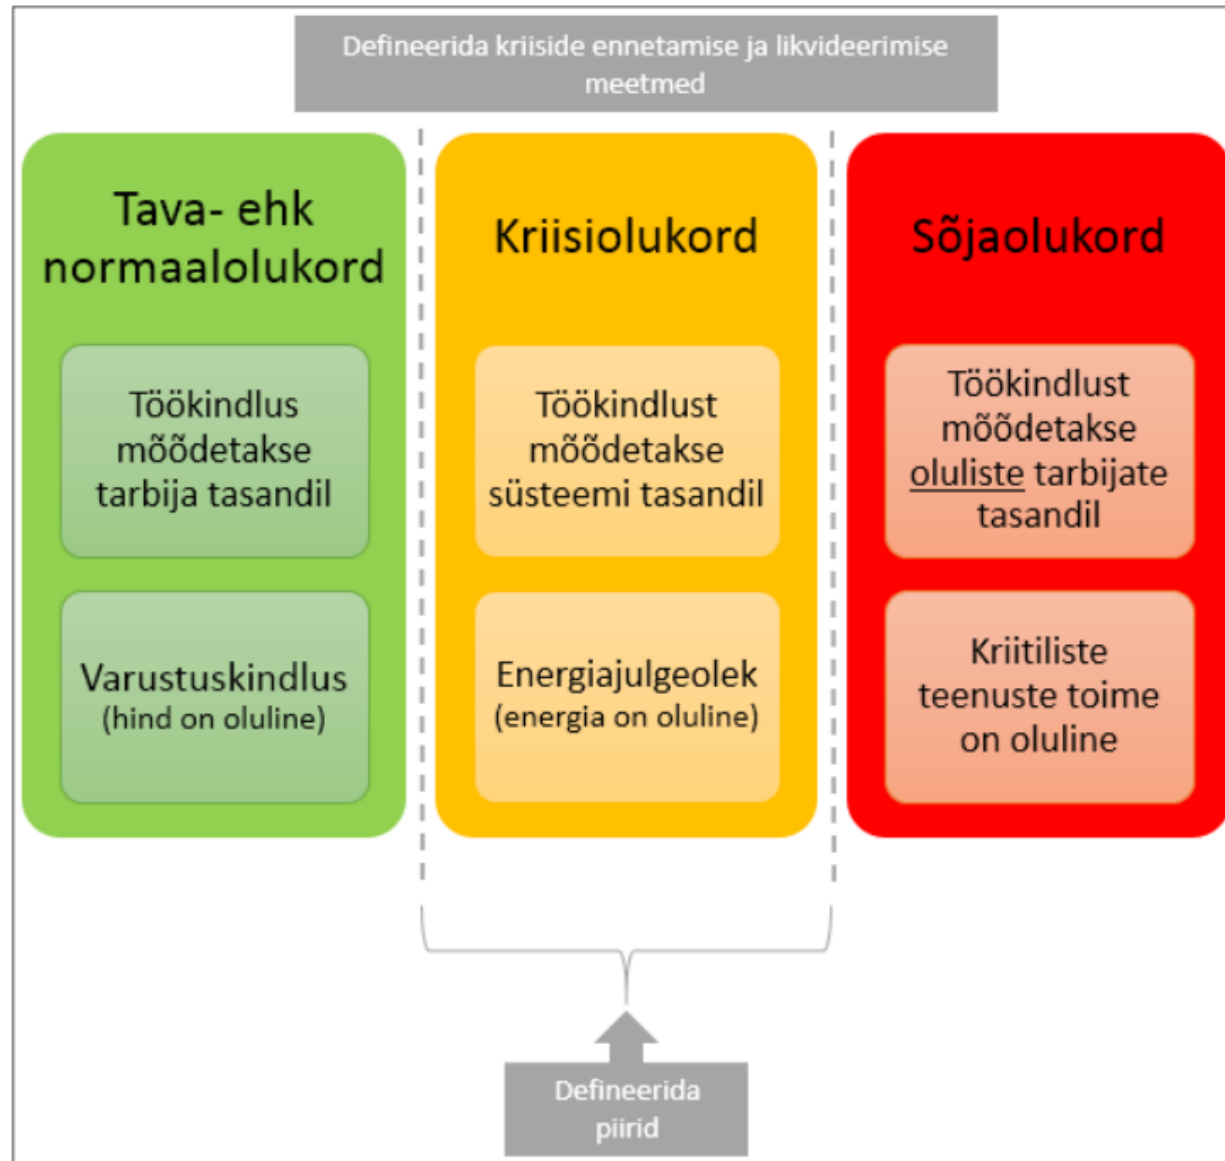 Defineerida kriiside ennetamise ja likvideerimise
meetmed
Tava- ehk
normaalolukord
Töökindlus
mõõdetakse
tarbija tasandil
Varustuskindlus
(hind on oluline)
Kriisiolukord
Töökindlust
mõõdetakse
süsteemi tasandil
Energiajulgeolek
(energia on oluline)
Sõjaolukord
Töökindlust
mõõdetakse
oluliste tarbijate
tasandil
Kriitiliste
teenuste toime
on oluline
Defineerida
piirid